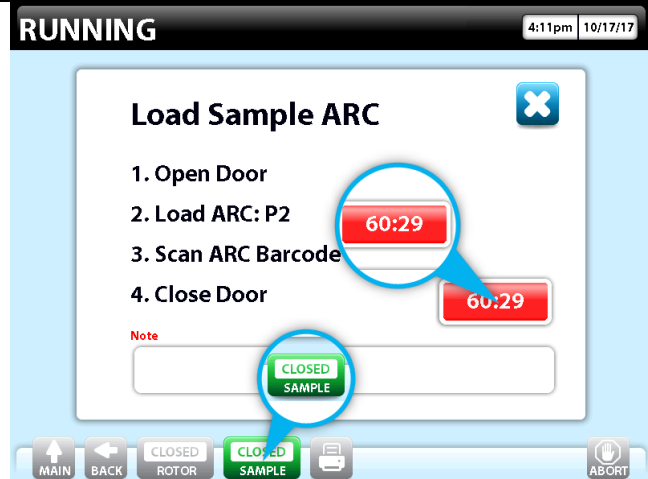 RUNNING
4:11pm 10/17/17
Load Sample ARC
1. Open Door
2. Load ARC: P2
60:29
3. Scan ARC Barcode
4. Close Door
60:29
Note
CLOSED
SAMPLE
MAIN
BACK
CLOSED
ROTOR
CLOSED
SAMPLE
ABORT